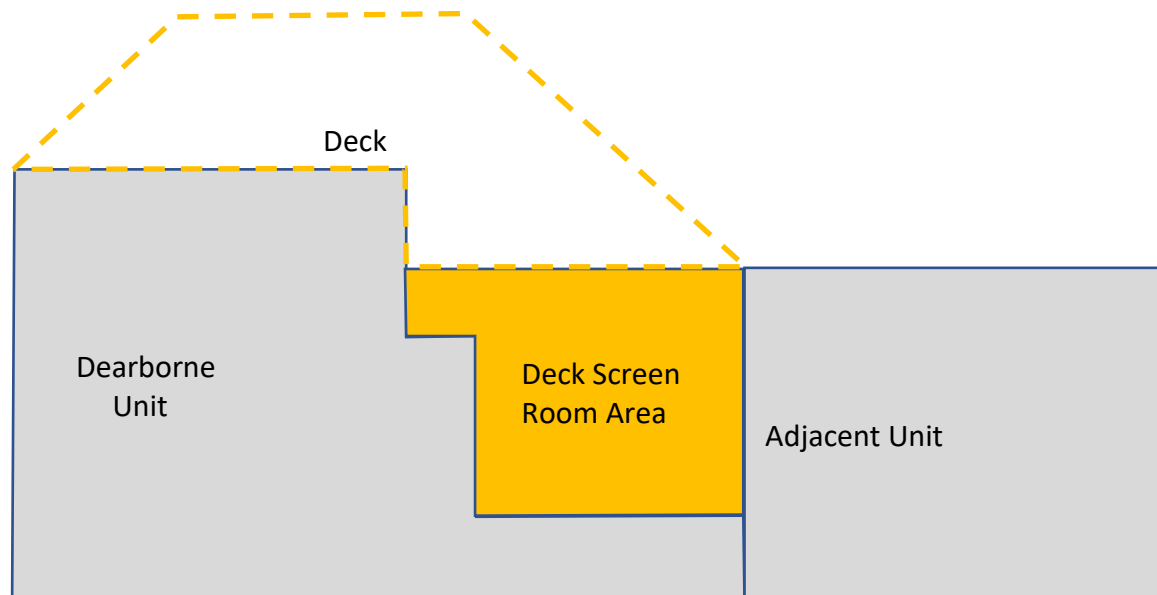 Deck
Dearborne
Unit
Deck Screen
Room Area
Adjacent Unit